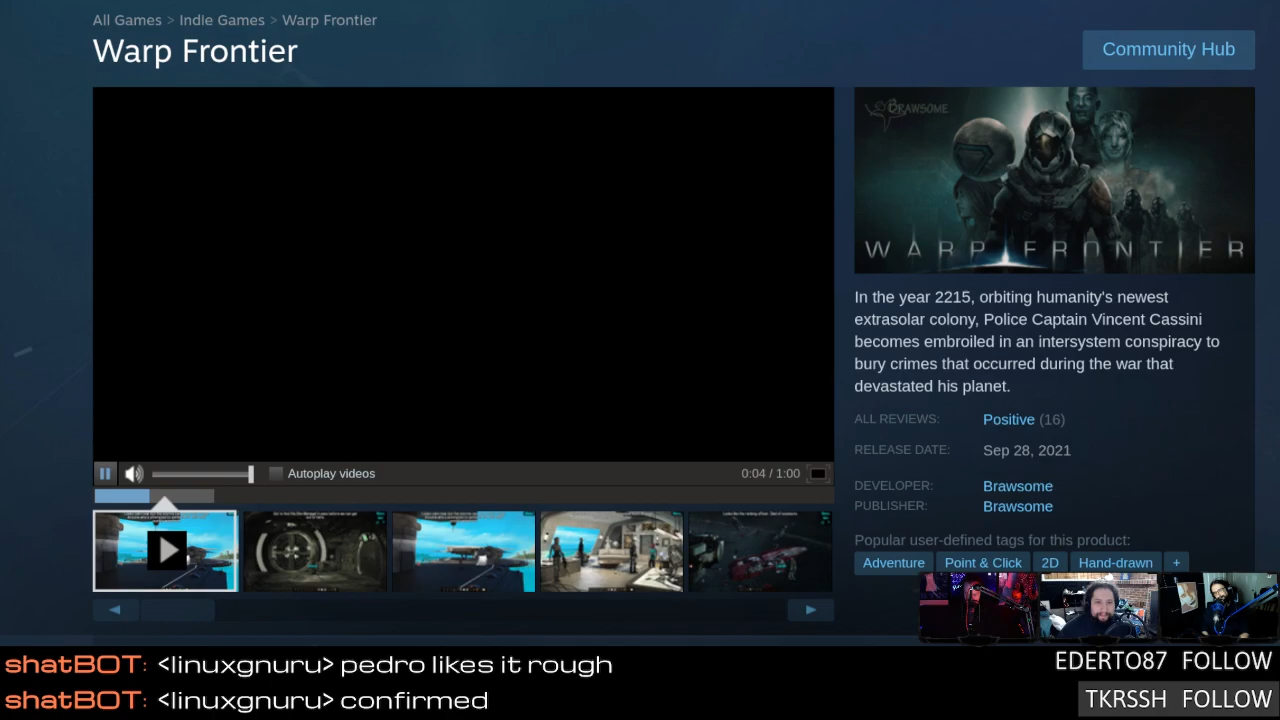 All Games > Indie Games > Warp Frontier
Warp Frontier
Community Hub
BRAWSOME
WARP FRONTIER
In the year 2215, orbiting humanity's newest
extrasolar colony, Police Captain Vincent Cassini
becomes embroiled in an intersystem conspiracy to
bury crimes that occurred during the war that
devastated his planet.
ALL REVIEWS: Positive (16)
RELEASE DATE: Sep 28, 2021
DEVELOPER: Brawsome
PUBLISHER: Brawsome
Popular user-defined tags for this product:
Adventure Point & Click 2D Hand-drawn +
Autoplay videos
0:04 / 1:00
shatBOT: <linuxgnuru> pedro likes it rough
shatBOT: <linuxgnuru> confirmed
EDERTO87 FOLLOW
TKRSSH FOLLOW